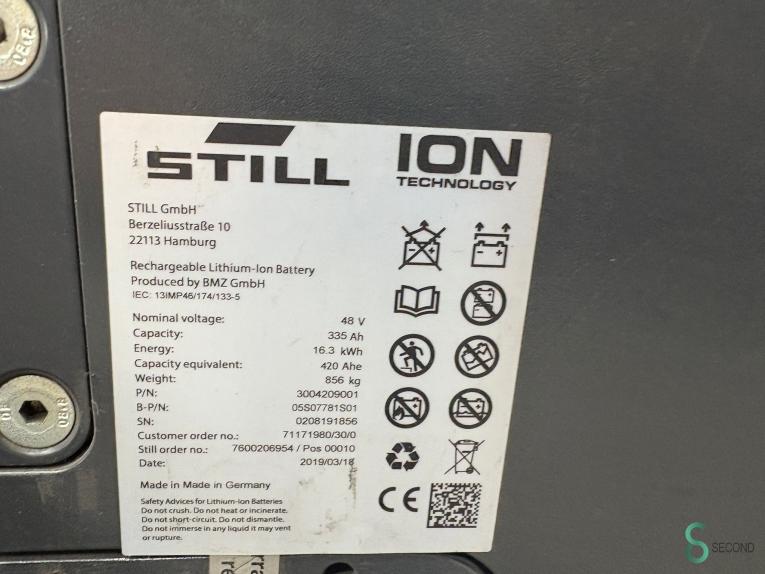 STILL
ION
TECHNOLOGY
STILL GmbH
Berzeliusstraße 10
22113 Hamburg
Rechargeable Lithium-Ion Battery
Produced by BMZ GmbH
IEC: 13IMP46/174/133-5
Nominal voltage: 48 V
Capacity: 335 Ah
Energy: 16.3 kWh
Capacity equivalent: 420 Ahe
Weight: 856 kg
P/N: 3004209001
B-P/N: 05S07781S01
SN: 0208191856
Customer order no.: 71171980/30/0
Still order no.: 7600206954 / Pos 00010
Date: 2019/03/18
Made in Made in Germany
Safety Advices for Lithium-Ion Batteries
Do not crush. Do not heat or incinerate.
Do not short-circuit. Do not dismantle.
Do not immerse in any liquid it may vent
or rupture.
CE
SECOND